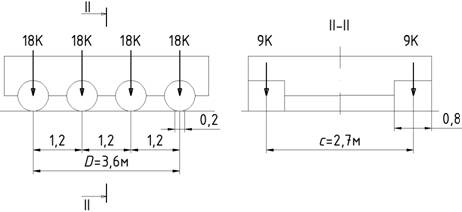 II
II–II
18K 18K 18K 18K
9K 9K
0,2
0,8
1,2 1,2 1,2
D=3,6м
c=2,7м
II